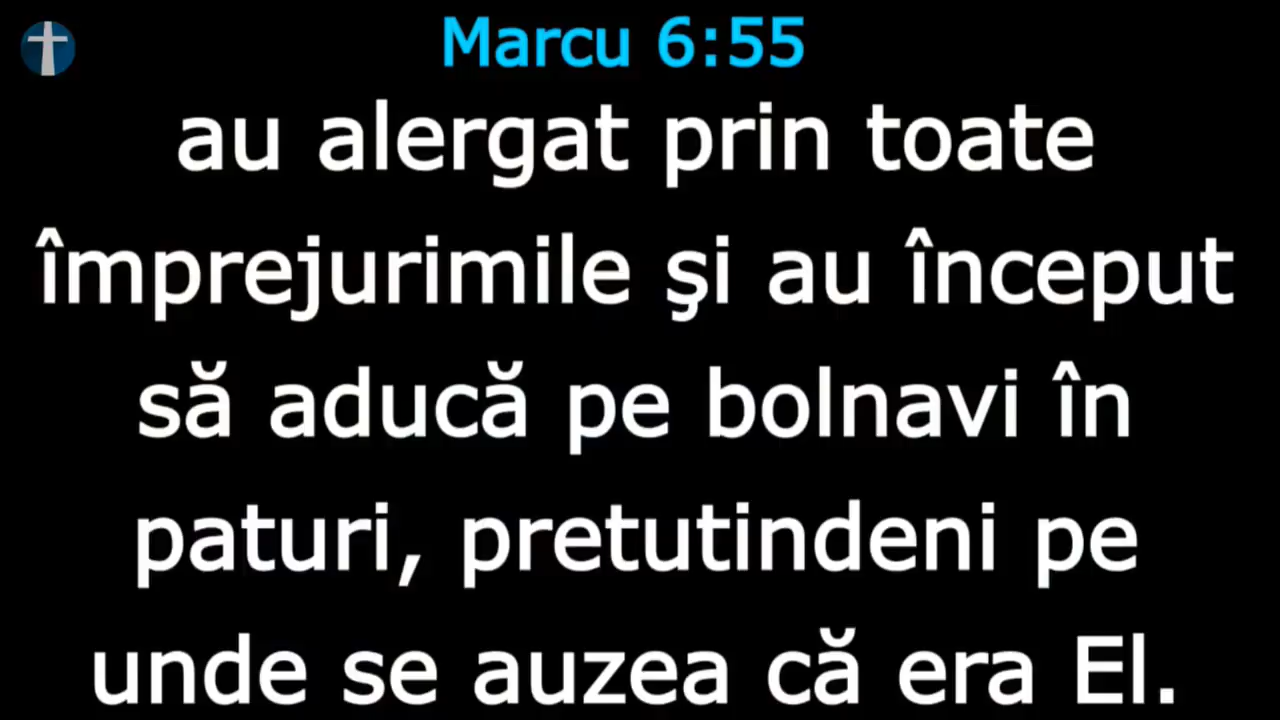 Marcu 6:55
au alergat prin toate
împrejurimile şi au început
să aducă pe bolnavi în
paturi, pretutindeni pe
unde se auzea că era El.